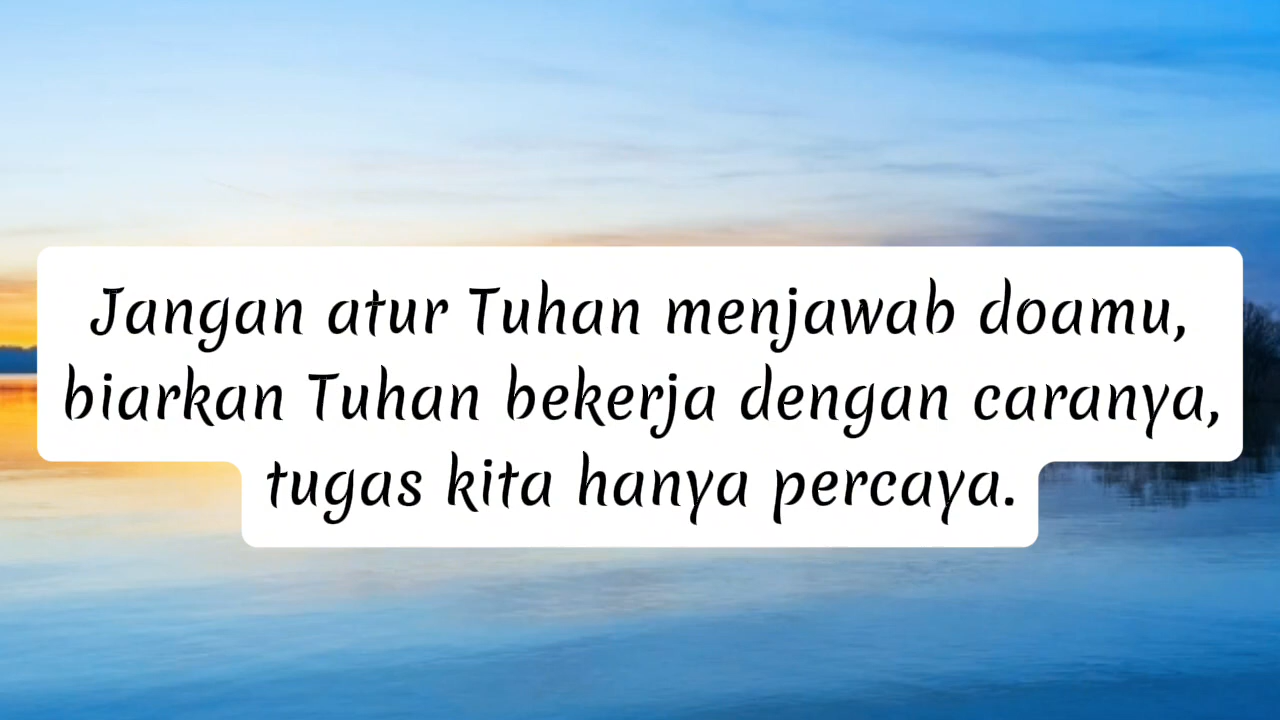 Jangan atur Tuhan menjawab doamu,
biarkan Tuhan bekerja dengan caranya,
tugas kita hanya percaya.